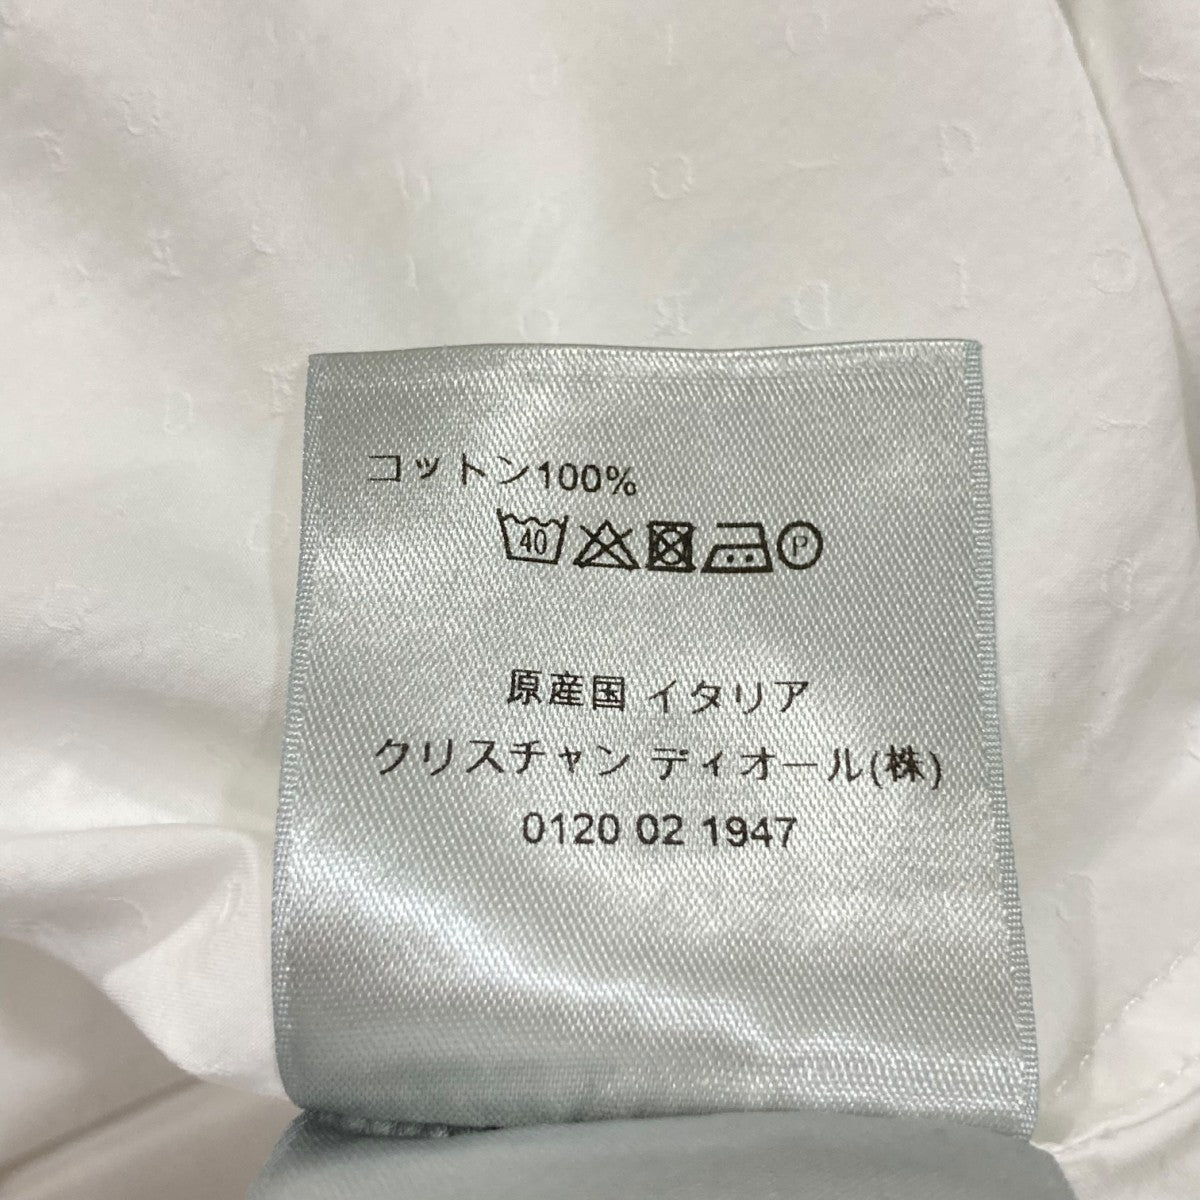 コットン100%
40 P
原産国 イタリア
クリスチャン ディオール(株)
0120 02 1947